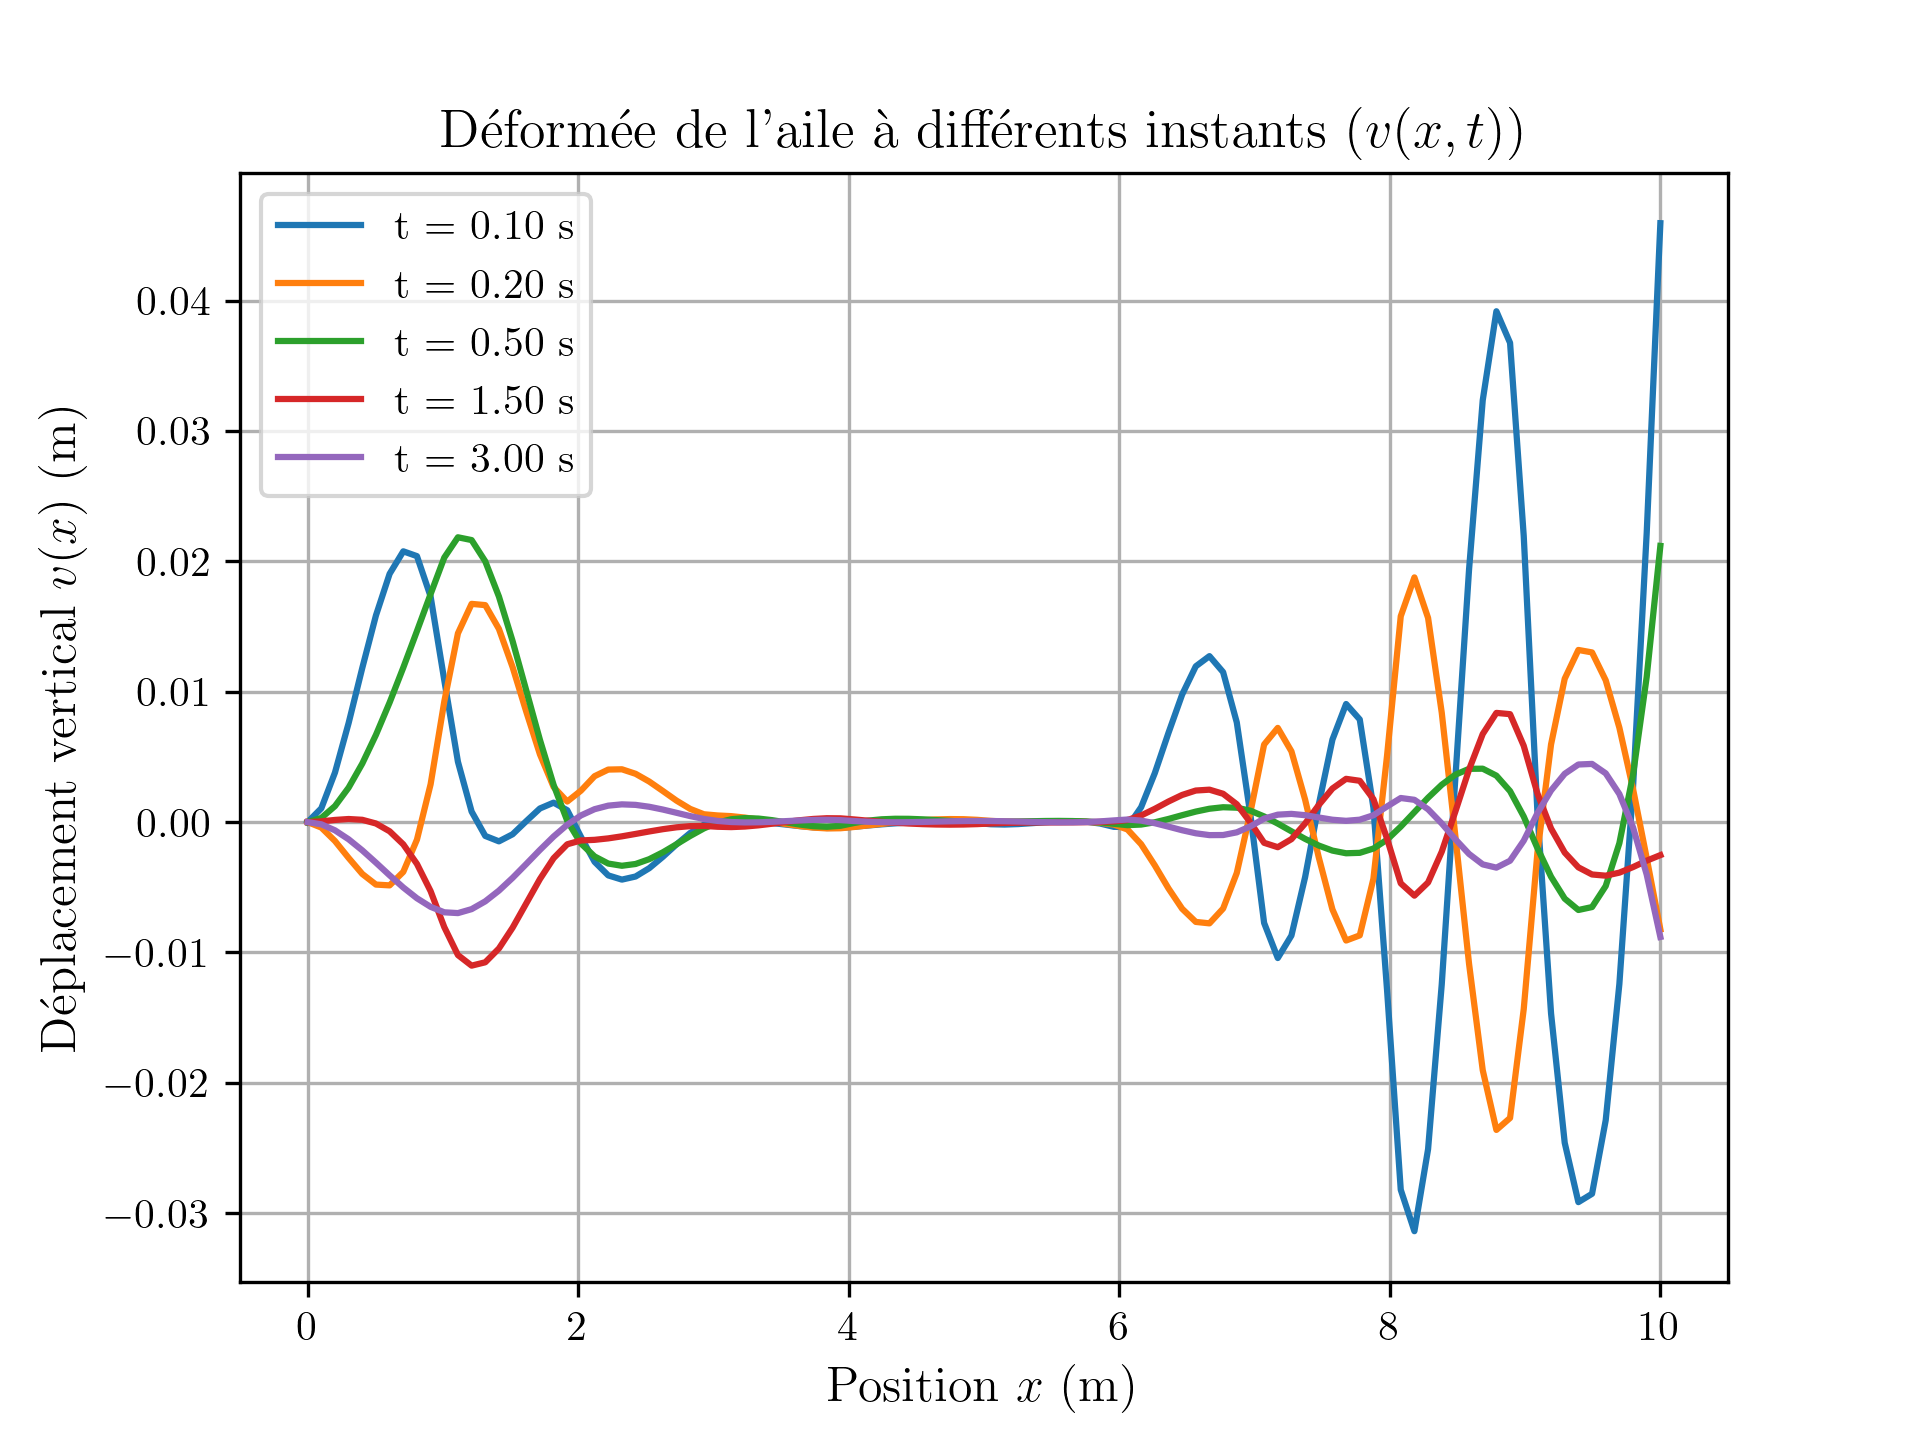 Déformée de l'aile à différents instants (v(x, t))
t = 0.10 s
t = 0.20 s
t = 0.50 s
t = 1.50 s
t = 3.00 s
Déplacement vertical v(x) (m)
0.04
0.03
0.02
0.01
0.00
−0.01
−0.02
−0.03
0 2 4 6 8 10
Position x (m)